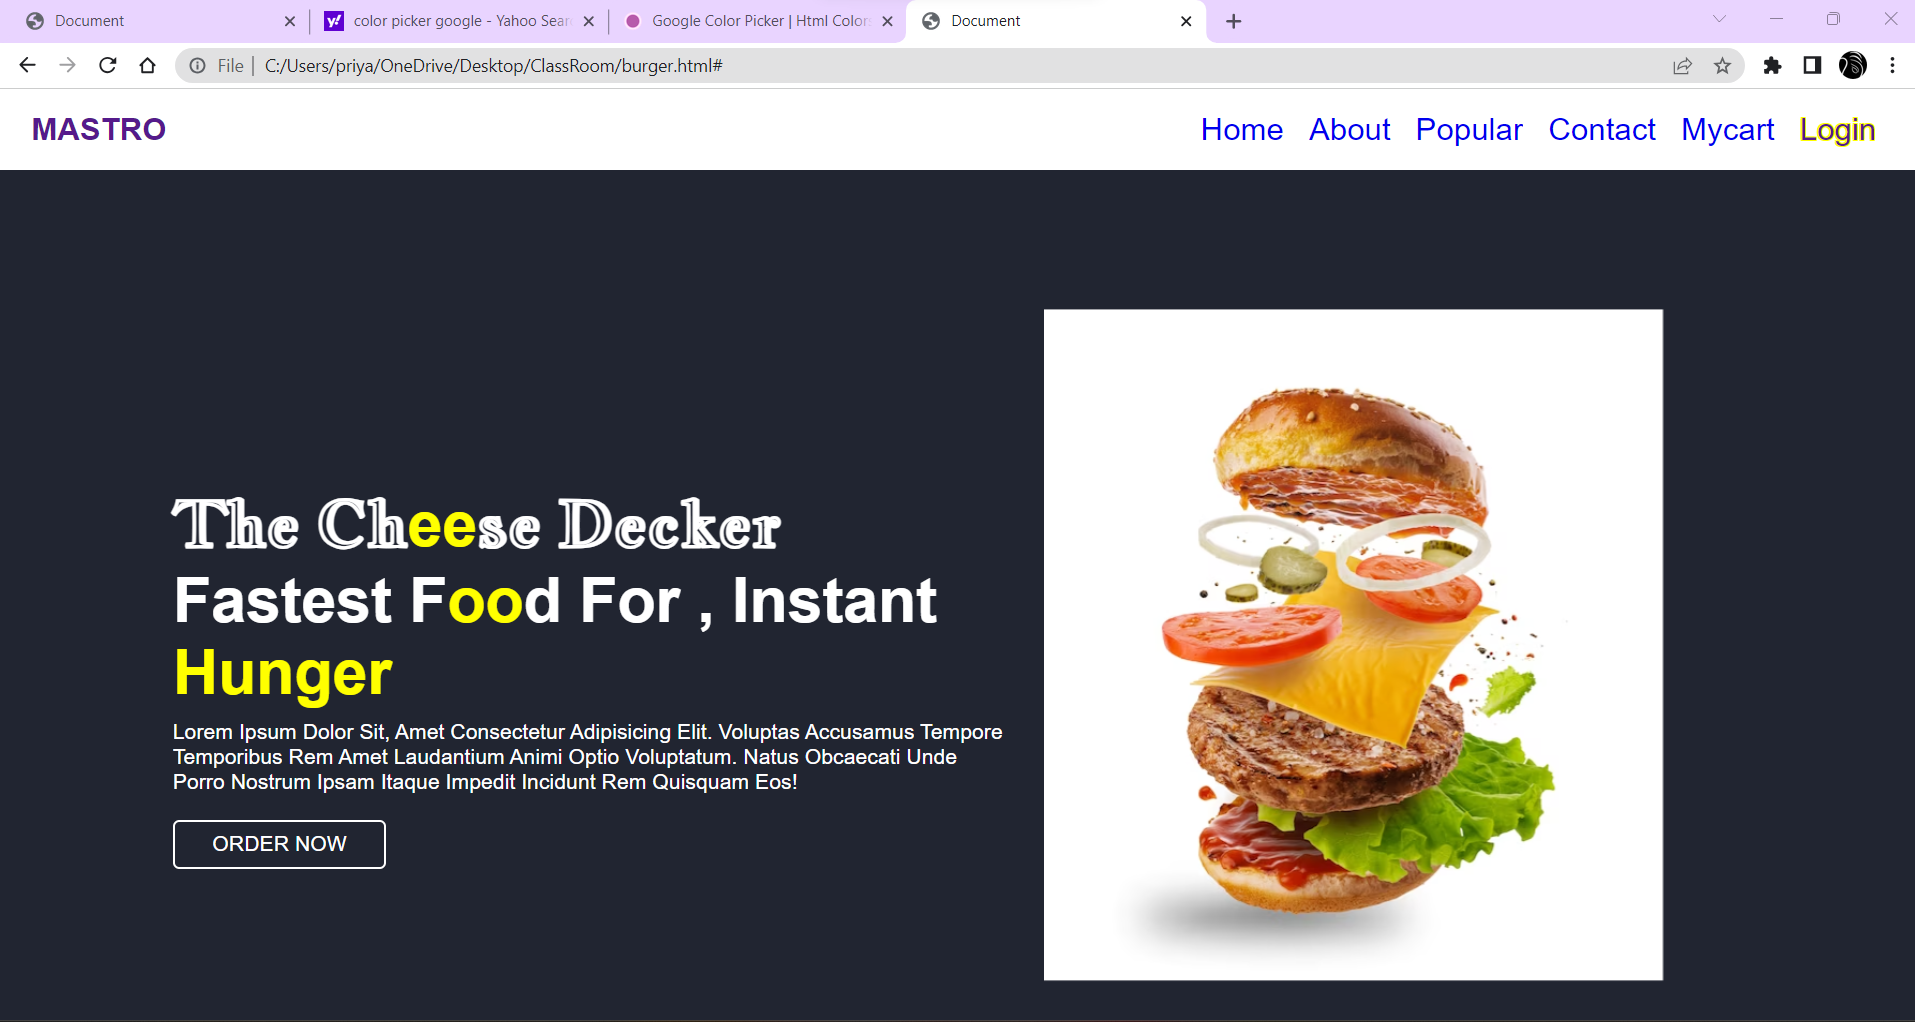 Document
color picker google - Yahoo Sear
Google Color Picker | Html Colors
Document
File | C:/Users/priya/OneDrive/Desktop/ClassRoom/burger.html#
MASTRO
Home About Popular Contact Mycart Login
The Cheese Decker
Fastest Food For , Instant
Hunger
Lorem Ipsum Dolor Sit, Amet Consectetur Adipisicing Elit. Voluptas Accusamus Tempore
Temporibus Rem Amet Laudantium Animi Optio Voluptatum. Natus Obcaecati Unde
Porro Nostrum Ipsam Itaque Impedit Incidunt Rem Quisquam Eos!
ORDER NOW